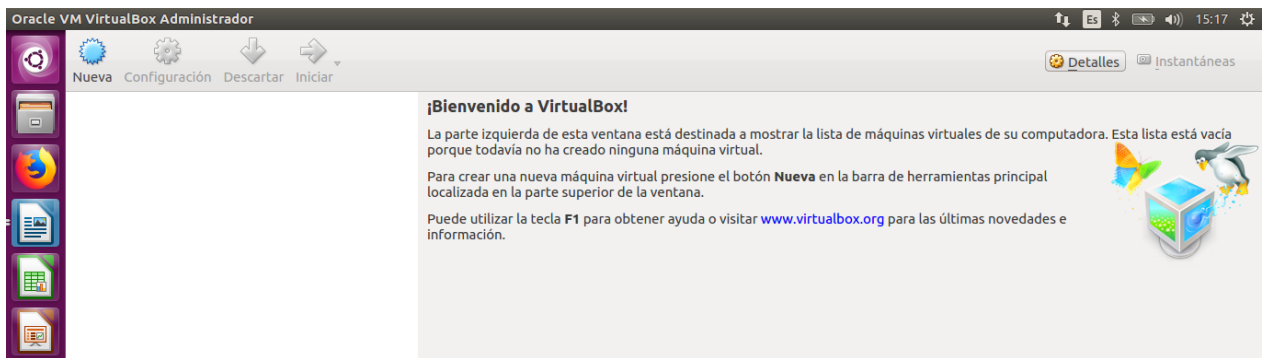 Oracle VM VirtualBox Administrador
Es
15:17
Nueva Configuración Descartar Iniciar
Detalles Instantáneas
¡Bienvenido a VirtualBox!
La parte izquierda de esta ventana está destinada a mostrar la lista de máquinas virtuales de su computadora. Esta lista está vacía
porque todavía no ha creado ninguna máquina virtual.
Para crear una nueva máquina virtual presione el botón Nueva en la barra de herramientas principal
localizada en la parte superior de la ventana.
Puede utilizar la tecla F1 para obtener ayuda o visitar www.virtualbox.org para las últimas novedades e
información.